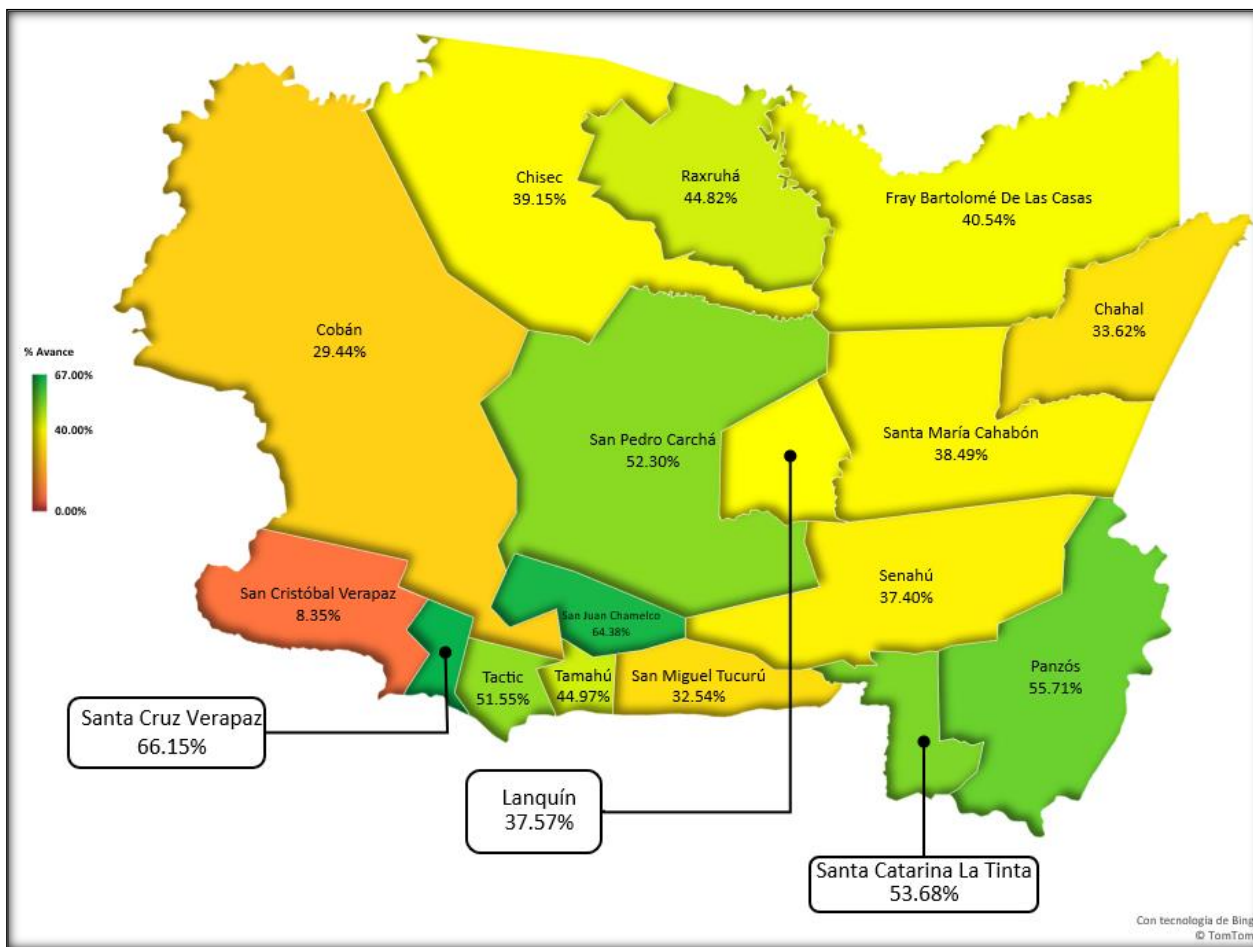 Chisec
39.15%
Raxruhá
44.82%
Fray Bartolomé De Las Casas
40.54%
Chahal
33.62%
Cobán
29.44%
% Avance
67.00%
40.00%
0.00%
San Pedro Carchá
52.30%
Santa María Cahabón
38.49%
San Cristóbal Verapaz
8.35%
San Juan Chamelco
64.38%
Senahú
37.40%
Tactic
51.55%
Tamahú
44.97%
San Miguel Tucurú
32.54%
Panzós
55.71%
Santa Cruz Verapaz
66.15%
Lanquín
37.57%
Santa Catarina La Tinta
53.68%
Con tecnología de Bing
© TomTom